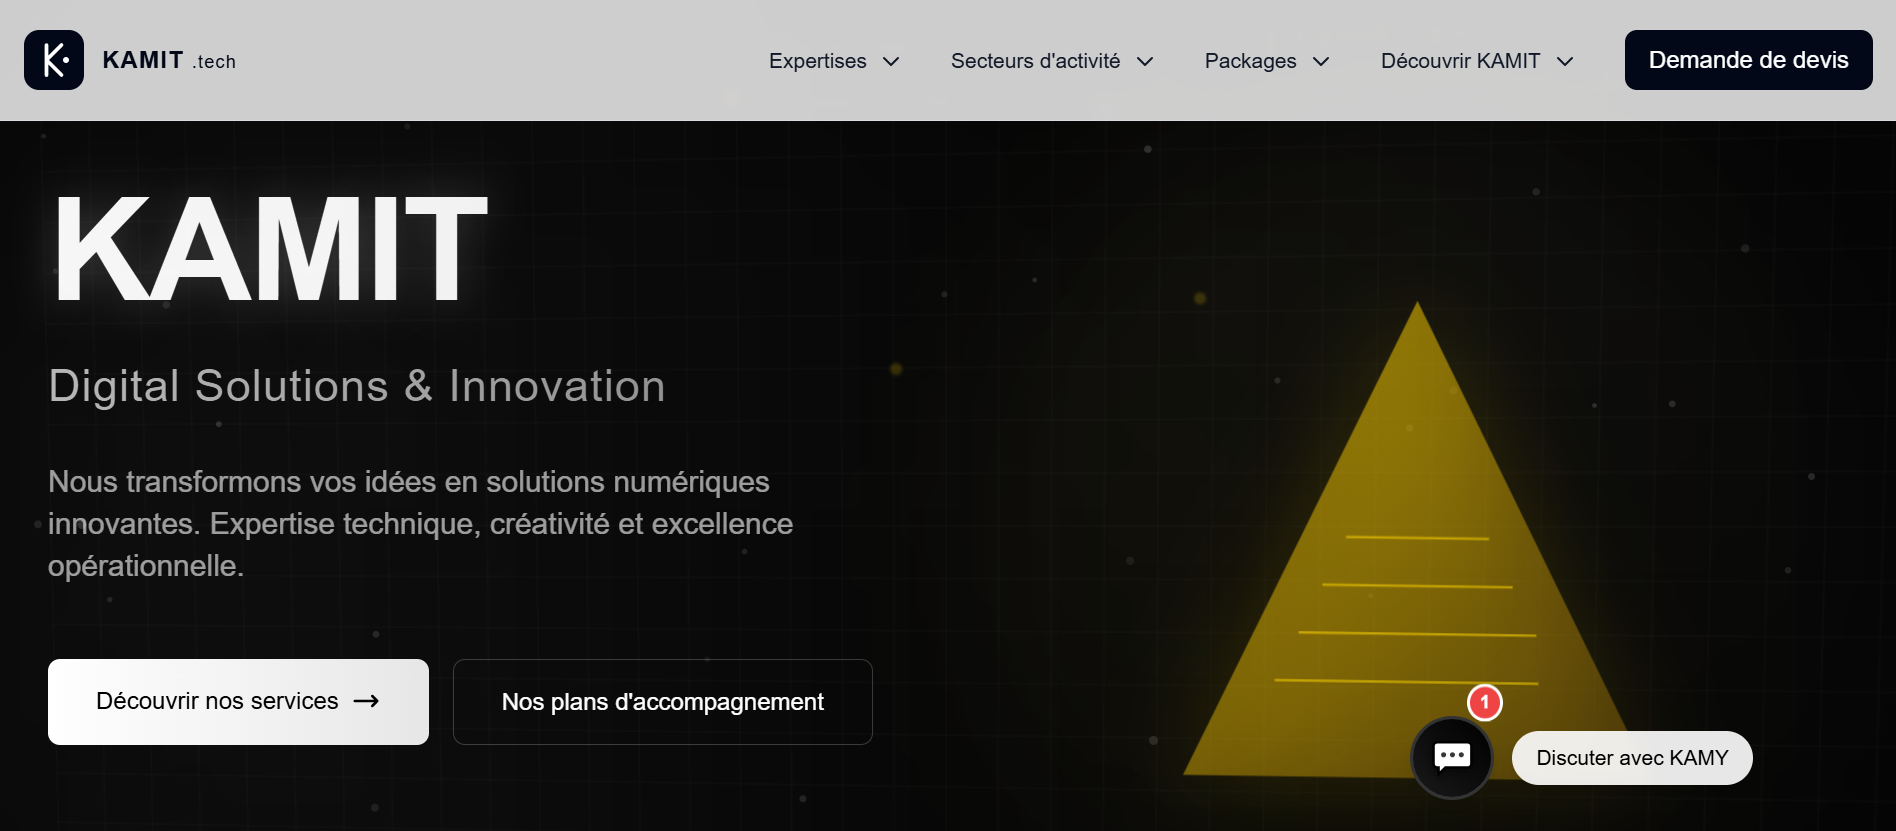 KAMIT .tech
Expertises
Secteurs d'activité
Packages
Découvrir KAMIT
Demande de devis
KAMIT
Digital Solutions & Innovation
Nous transformons vos idées en solutions numériques
innovantes. Expertise technique, créativité et excellence
opérationnelle.
Découvrir nos services →
Nos plans d'accompagnement
1
Discuter avec KAMY